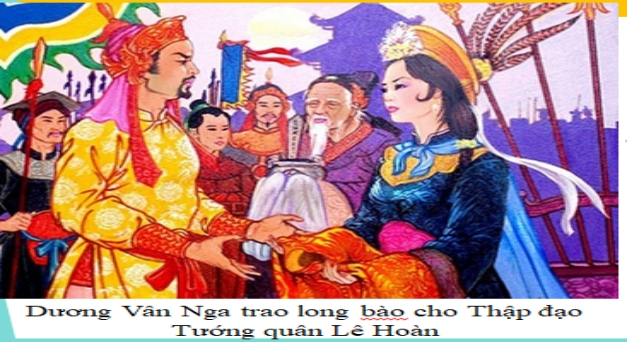 Dương Vân Nga trao long bào cho Thập đạo
Tướng quân Lê Hoàn